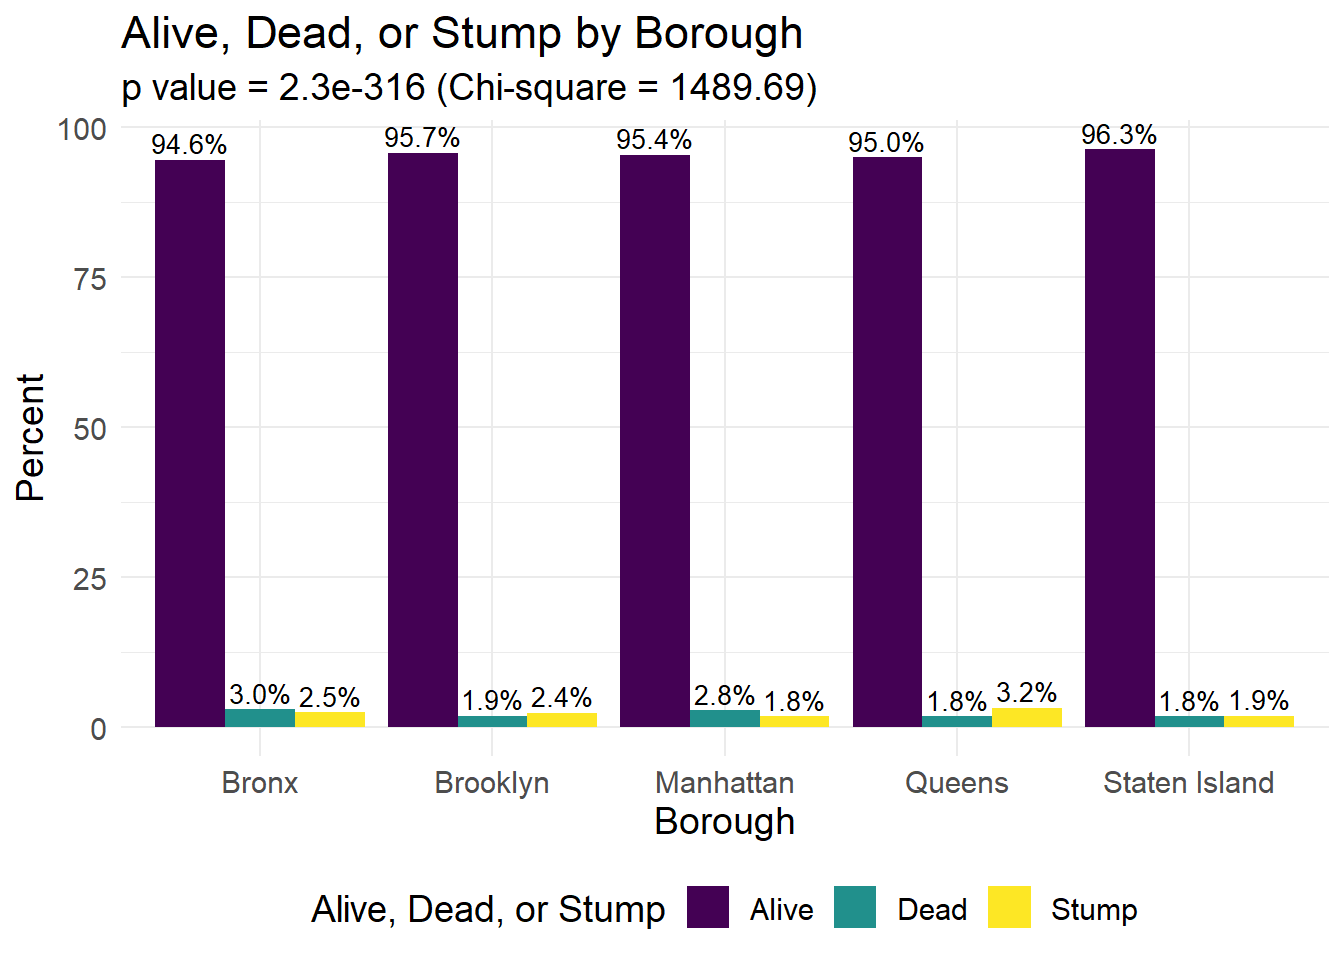 Alive, Dead, or Stump by Borough
p value = 2.3e-316 (Chi-square = 1489.69)
Percent
100
75
50
25
0
94.6%
3.0%
2.5%
95.7%
1.9%
2.4%
95.4%
2.8%
1.8%
95.0%
1.8%
3.2%
96.3%
1.8%
1.9%
Bronx
Brooklyn
Manhattan
Queens
Staten Island
Borough
Alive, Dead, or Stump
Alive
Dead
Stump